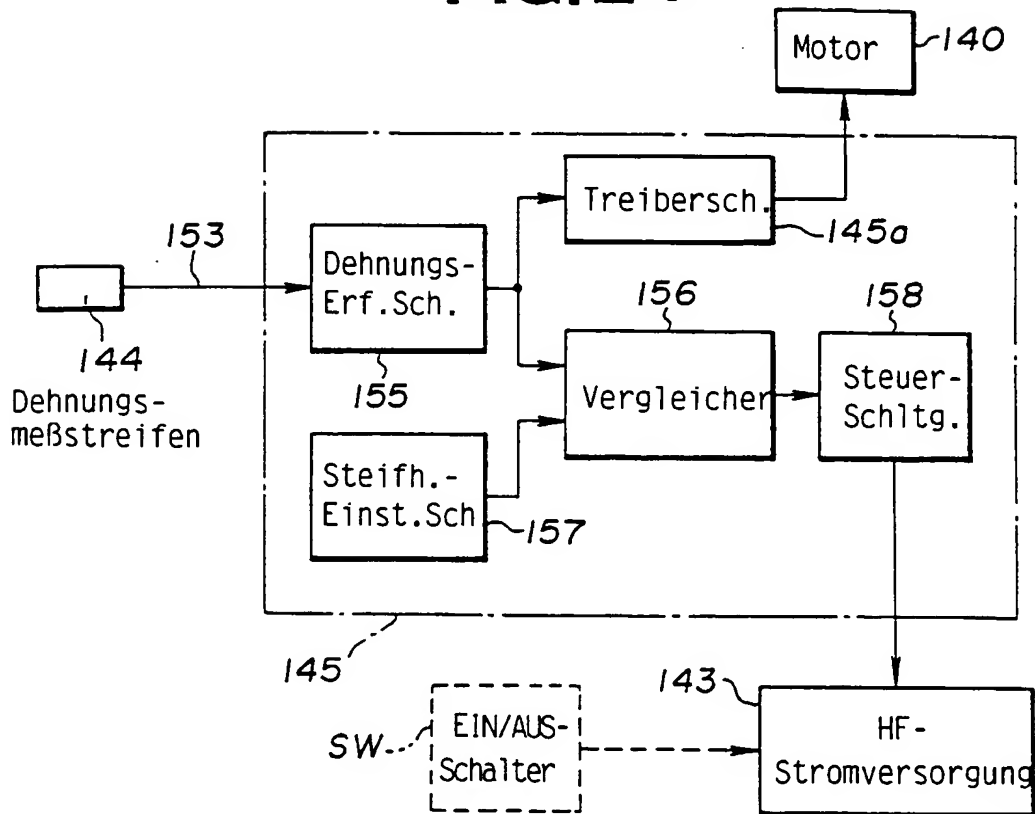 Motor
140
Treibersch.
145a
153
Dehnungs-
Erf.Sch.
155
144
Dehnungs-
meßstreifen
156
Vergleicher
158
Steuer-
Schltg.
Steifh.-
Einst.Sch
157
145
SW
EIN/AUS-
Schalter
143
HF-
Stromversorgung